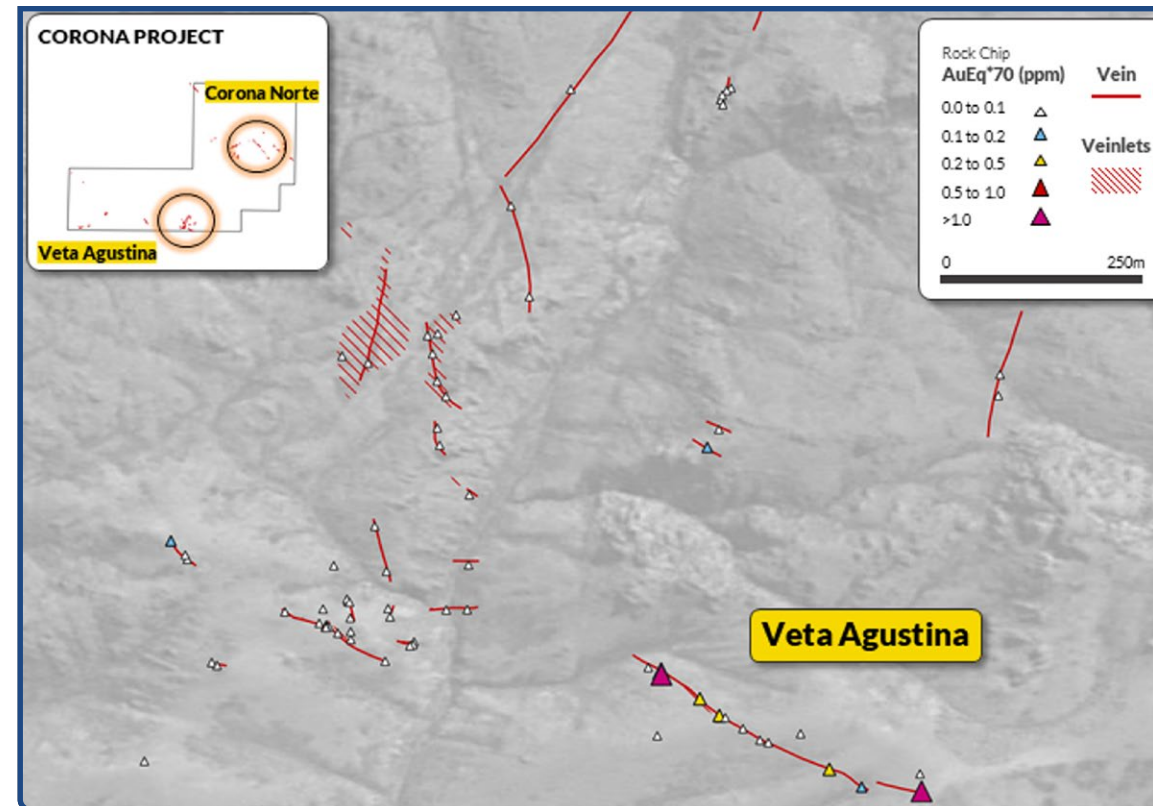 CORONA PROJECT
Corona Norte
Veta Agustina
Rock Chip
AuEq*70 (ppm)
Vein
0.0 to 0.1
0.1 to 0.2
Veinlets
0.2 to 0.5
0.5 to 1.0
>1.0
0
250m
Veta Agustina